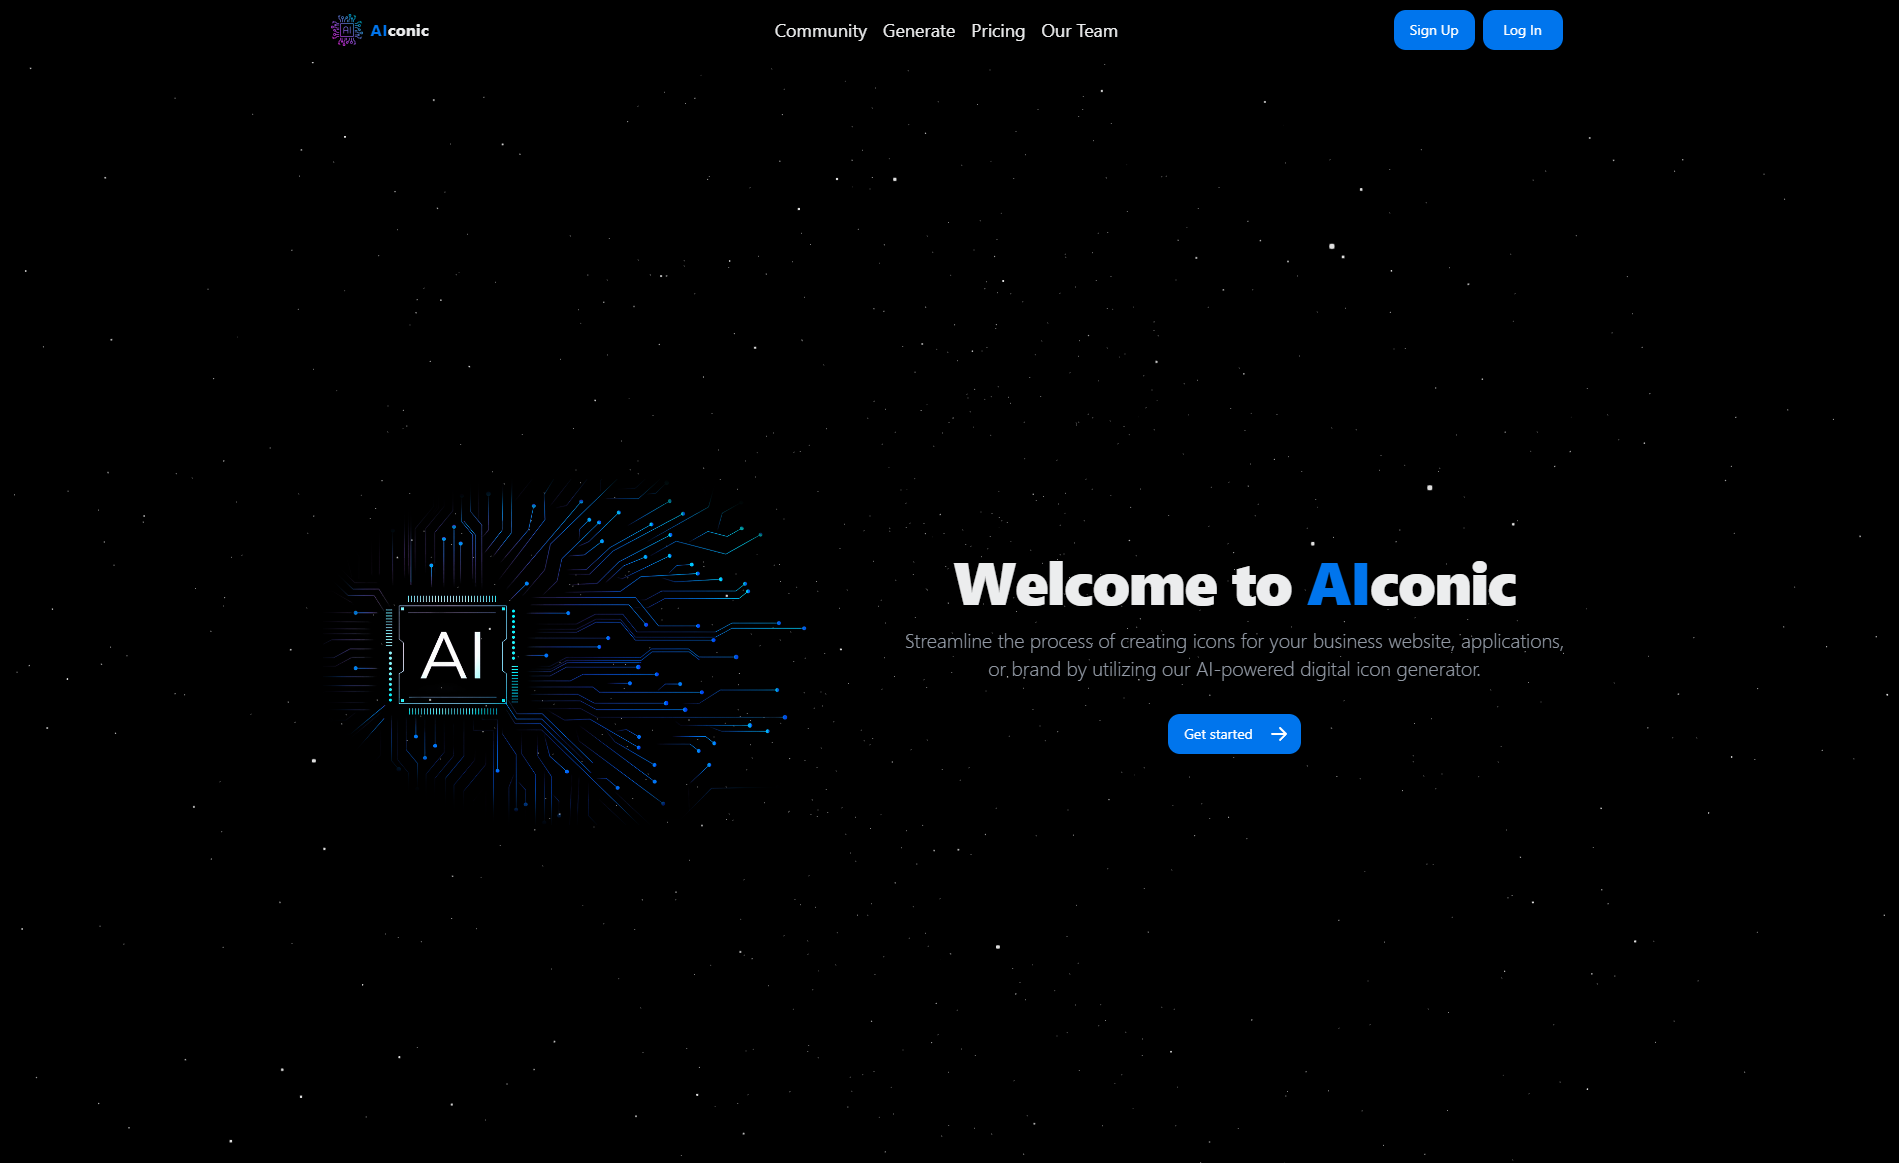 AI AIconic
Community Generate Pricing Our Team
Sign Up Log In
AI
Welcome to AIconic
Streamline the process of creating icons for your business website, applications,
or brand by utilizing our AI-powered digital icon generator.
Get started